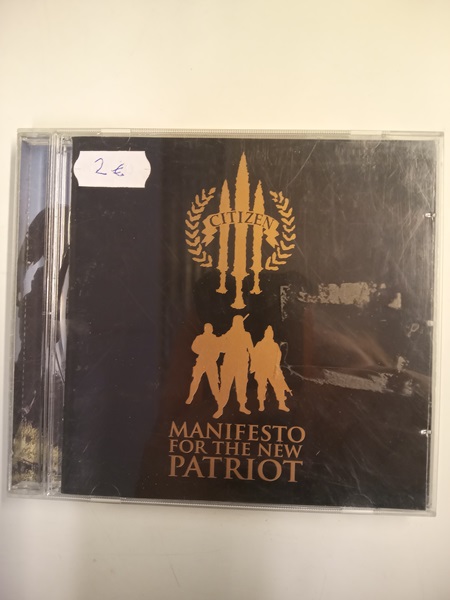 2 €
CITIZEN
MANIFESTO
FOR THE NEW
PATRIOT